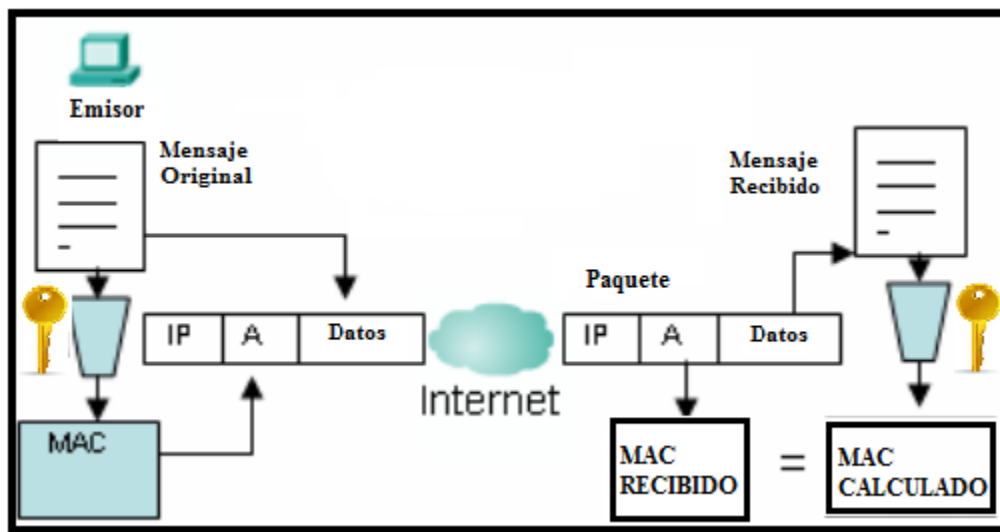 Emisor
Mensaje
Original
Mensaje
Recibido
Paquete
IP A Datos
IP A Datos
Internet
MAC
MAC
RECIBIDO
=
MAC
CALCULADO